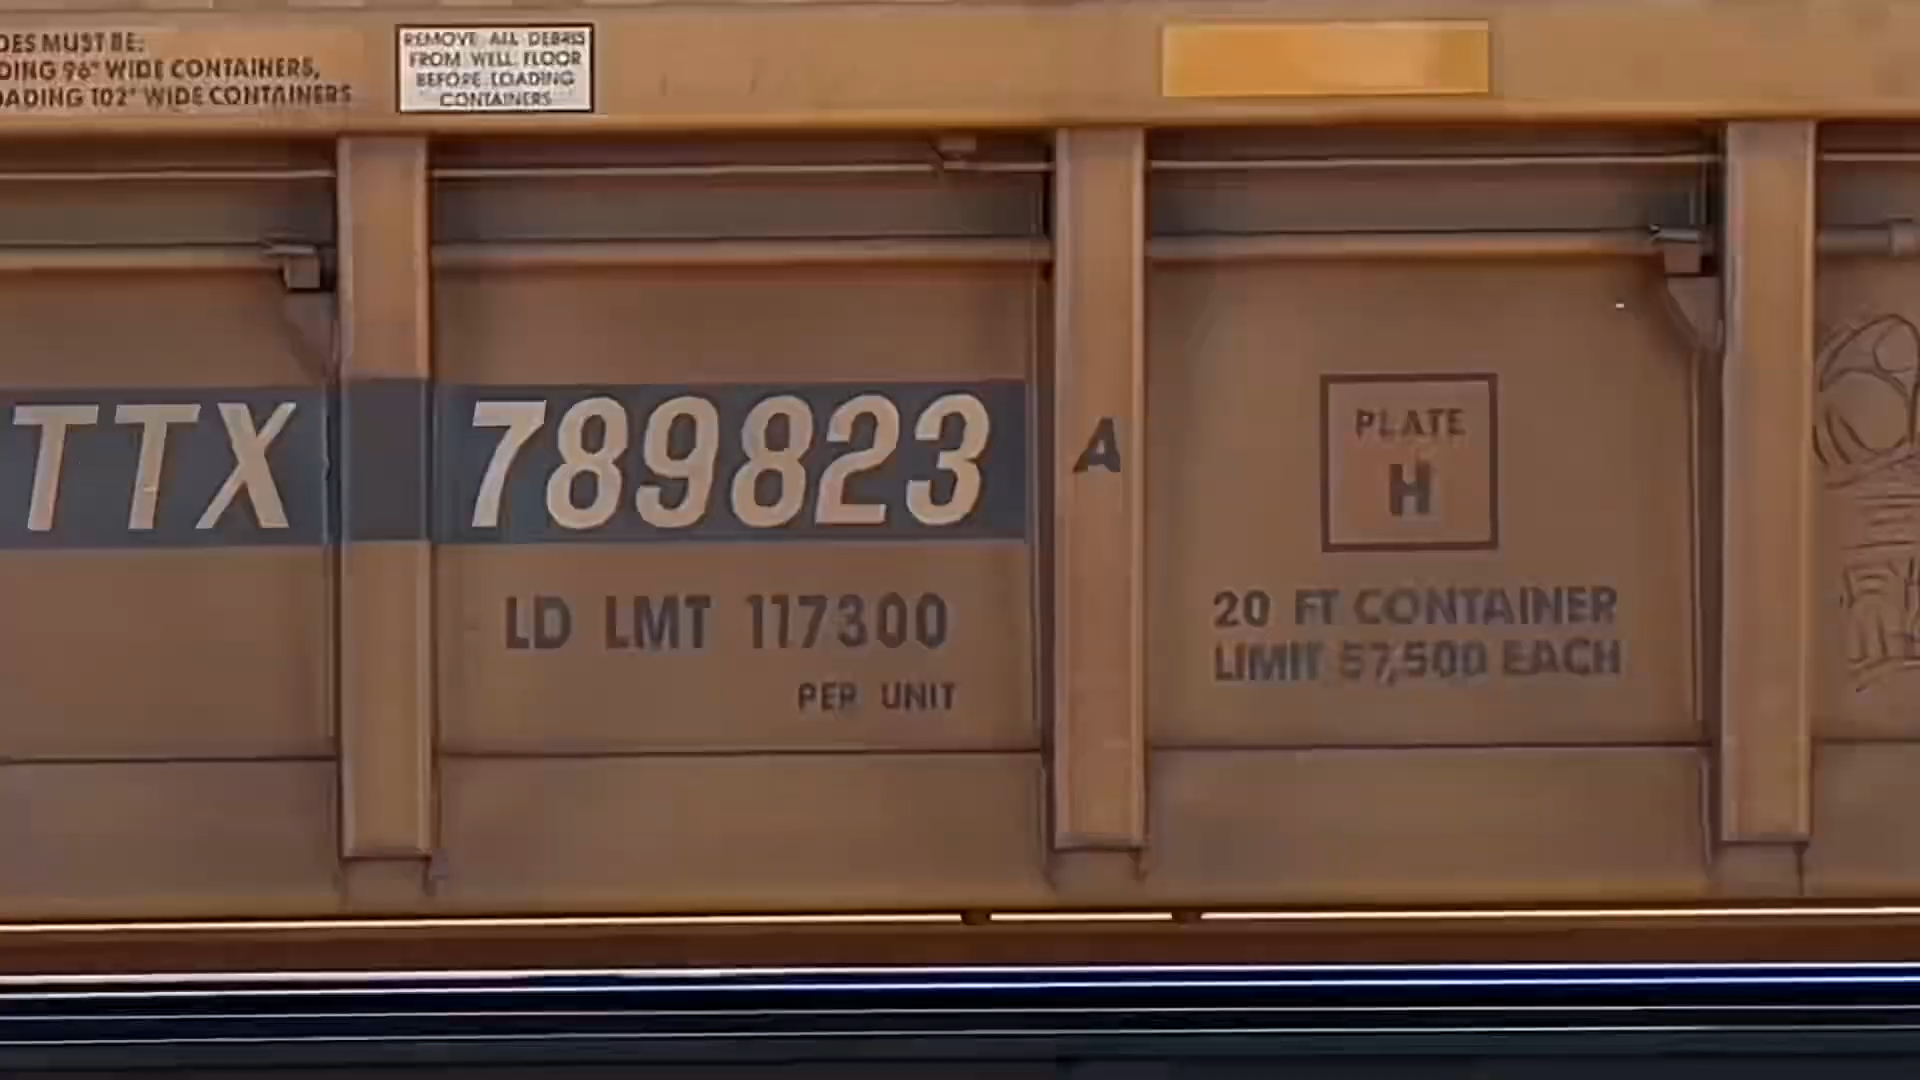 DES MUST BE:
DING 96" WIDE CONTAINERS,
OADING 102" WIDE CONTAINERS
REMOVE ALL DEBRIS
FROM WELL FLOOR
BEFORE LOADING
CONTAINERS
TTX 789823 A
LD LMT 117300
PER UNIT
PLATE
H
20 FT CONTAINER
LIMIT 57,500 EACH